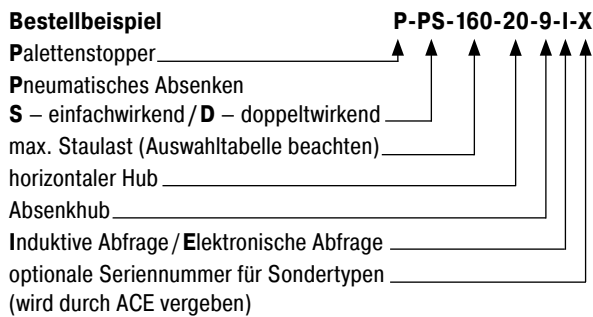 Bestellbeispiel P-PS-160-20-9-I-X
Palettenstopper
Pneumatisches Absenken
S – einfachwirkend / D – doppeltwirkend
max. Staulast (Auswahltabelle beachten)
horizontaler Hub
Absenkhub
Induktive Abfrage / Elektronische Abfrage
optionale Seriennummer für Sondertypen
(wird durch ACE vergeben)